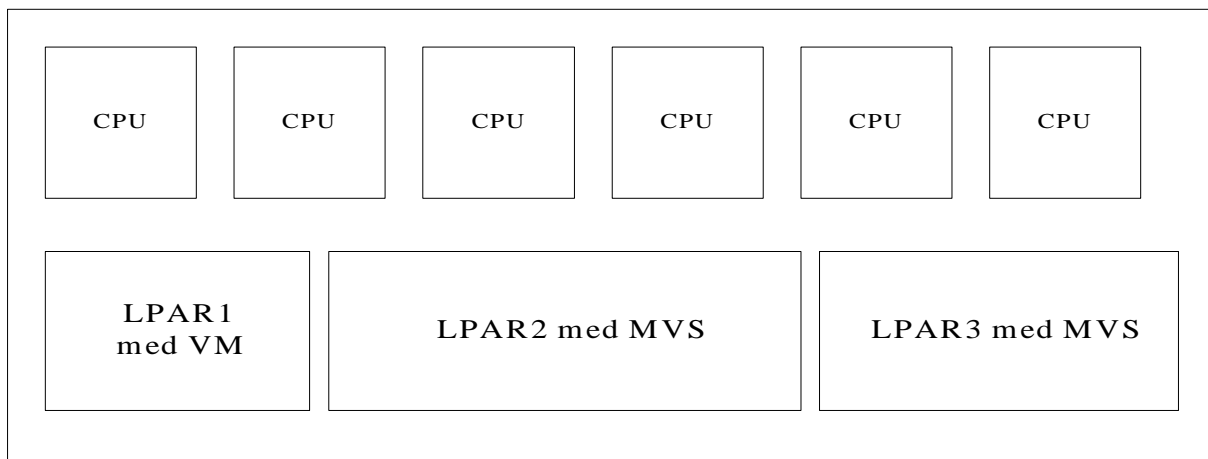 CPU
CPU
CPU
CPU
CPU
CPU
LPAR1
med VM
LPAR2 med MVS
LPAR3 med MVS